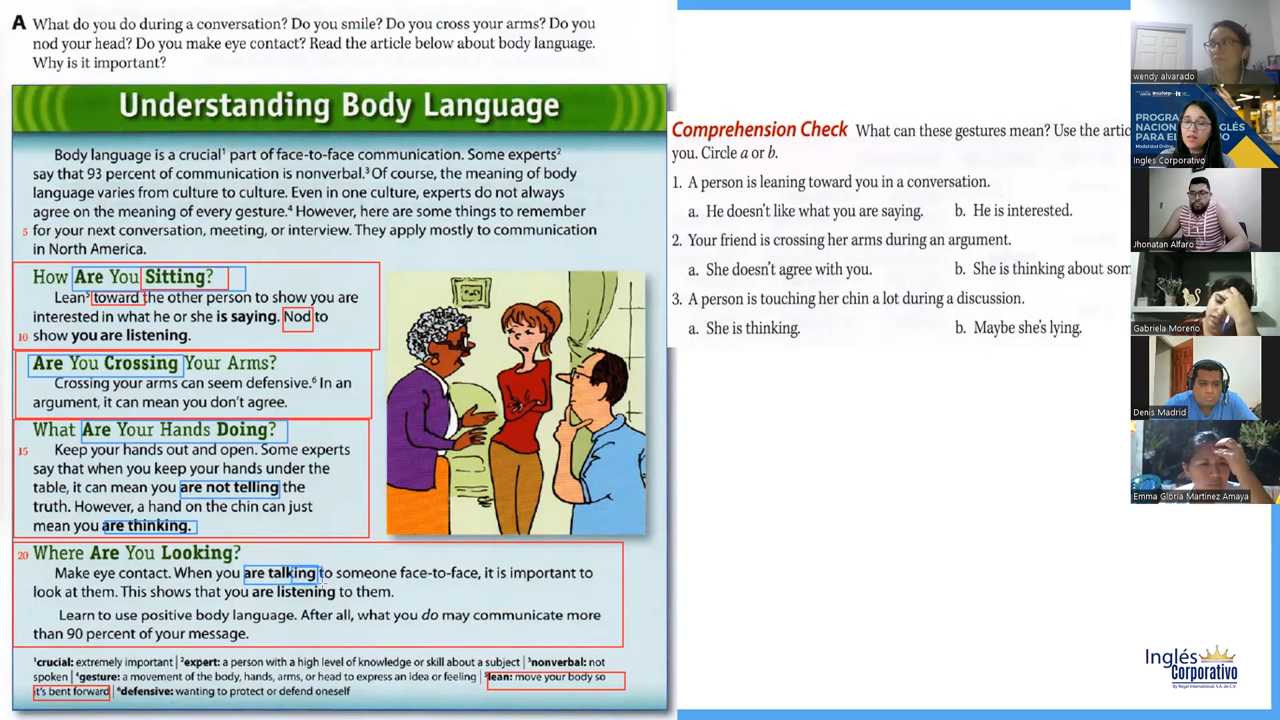 A What do you do during a conversation? Do you smile? Do you cross your arms? Do you
nod your head? Do you make eye contact? Read the article below about body language.
Why is it important?
Understanding Body Language
Body language is a crucial¹ part of face-to-face communication. Some experts²
say that 93 percent of communication is nonverbal.³ Of course, the meaning of body
language varies from culture to culture. Even in one culture, experts do not always
agree on the meaning of every gesture.⁴ However, here are some things to remember
5 for your next conversation, meeting, or interview. They apply mostly to communication
in North America.
How Are You Sitting?
Lean⁵ toward the other person to show you are
interested in what he or she is saying. Nod to
10 show you are listening.
Are You Crossing Your Arms?
Crossing your arms can seem defensive.⁶ In an
argument, it can mean you don't agree.
What Are Your Hands Doing?
15 Keep your hands out and open. Some experts
say that when you keep your hands under the
table, it can mean you are not telling the
truth. However, a hand on the chin can just
mean you are thinking.
20 Where Are You Looking?
Make eye contact. When you are talking to someone face-to-face, it is important to
look at them. This shows that you are listening to them.
Learn to use positive body language. After all, what you do may communicate more
than 90 percent of your message.
¹crucial: extremely important | ²expert: a person with a high level of knowledge or skill about a subject | ³nonverbal: not
spoken | ⁴gesture: a movement of the body, hands, arms, or head to express an idea or feeling | ⁵lean: move your body so
it's bent forward | ⁶defensive: wanting to protect or defend oneself
Comprehension Check What can these gestures mean? Use the artic
you. Circle a or b.
1. A person is leaning toward you in a conversation.
a. He doesn't like what you are saying. b. He is interested.
2. Your friend is crossing her arms during an argument.
a. She doesn't agree with you. b. She is thinking about som
3. A person is touching her chin a lot during a discussion.
a. She is thinking. b. Maybe she's lying.
wendy alvarado
PROGRA
NACION INGLÉS
PARA EL
Modalidad Online
Inglés Corporativo
Jhonatan Alfaro
Gabriela Moreno
Denis Madrid
Emma Gloria Martinez Amaya
Inglés
Corporativo
By Regal International, S.A. de C.V.